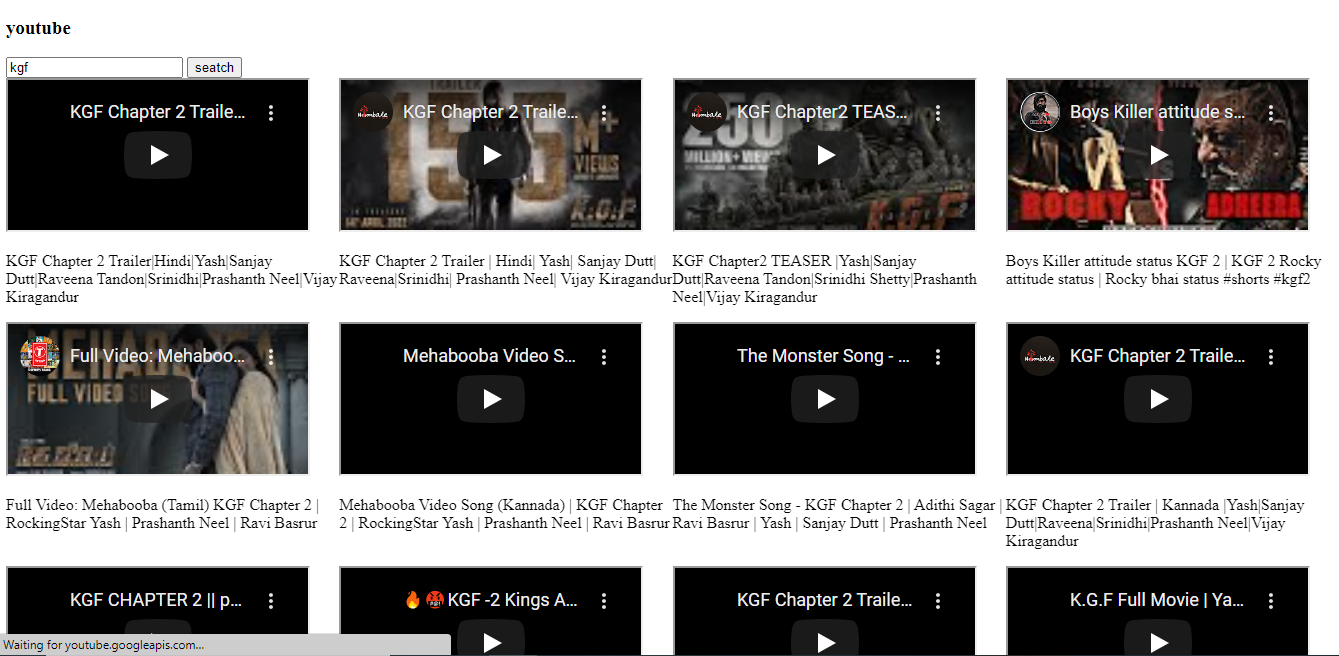 youtube
kgf
seatch
KGF Chapter 2 Traile...
KGF Chapter 2 Traile...
KGF Chapter2 TEAS...
Boys Killer attitude s...
TRAILER
Hombale
155
M+
VIEWS
IN THEATRES
14TH APRIL 2022
K.G.F
Hombale
250
MILLION+ VIEWS
K.G.F
ROCKY
ADHEERA
KGF Chapter 2 Trailer|Hindi|Yash|Sanjay
Dutt|Raveena Tandon|Srinidhi|Prashanth Neel|Vijay
Kiragandur
KGF Chapter 2 Trailer | Hindi| Yash| Sanjay Dutt|
Raveena|Srinidhi| Prashanth Neel| Vijay Kiragandur
KGF Chapter2 TEASER |Yash|Sanjay
Dutt|Raveena Tandon|Srinidhi Shetty|Prashanth
Neel|Vijay Kiragandur
Boys Killer attitude status KGF 2 | KGF 2 Rocky
attitude status | Rocky bhai status #shorts #kgf2
Full Video: Mehaboo...
Mehabooba Video S...
The Monster Song - ...
KGF Chapter 2 Traile...
MEHABOOBA
FULL VIDEO SONG
Hombale
Full Video: Mehabooba (Tamil) KGF Chapter 2 |
RockingStar Yash | Prashanth Neel | Ravi Basrur
Mehabooba Video Song (Kannada) | KGF Chapter
2 | RockingStar Yash | Prashanth Neel | Ravi Basrur
The Monster Song - KGF Chapter 2 | Adithi Sagar |
Ravi Basrur | Yash | Sanjay Dutt | Prashanth Neel
KGF Chapter 2 Trailer | Kannada |Yash|Sanjay
Dutt|Raveena|Srinidhi|Prashanth Neel|Vijay
Kiragandur
KGF CHAPTER 2 || p...
🔥🤬KGF -2 Kings A...
KGF Chapter 2 Traile...
K.G.F Full Movie | Ya...
Waiting for youtube.googleapis.com...